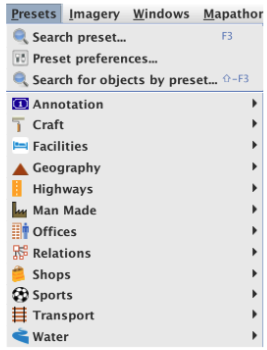 Presets Imagery Windows Mapathor
Search preset... F3
Preset preferences...
Search for objects by preset... ⇧-F3
Annotation
Craft
Facilities
Geography
Highways
Man Made
Offices
Relations
Shops
Sports
Transport
Water